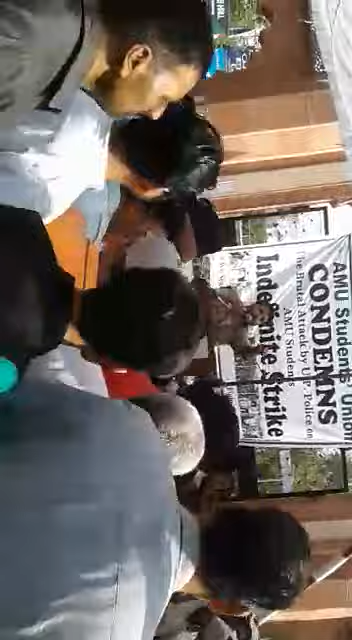 AMU Students' Union
CONDEMNS
The Brutal Attack by U.P. Police on
AMU Students
Indefinite Strike